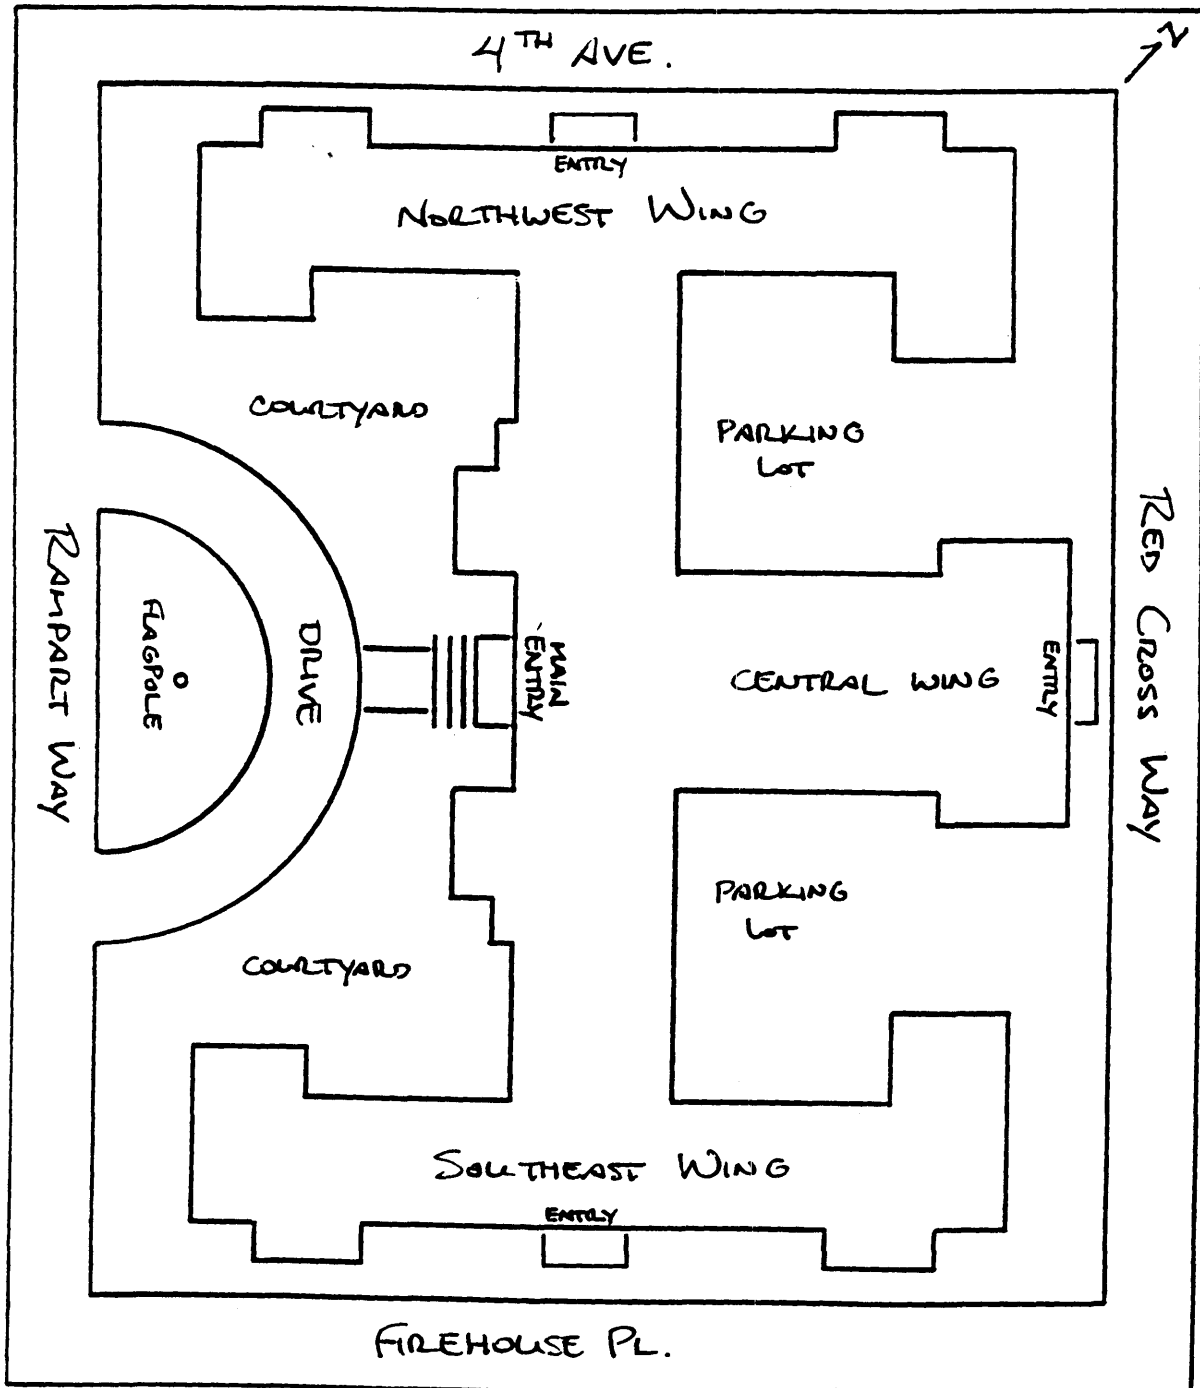 4TH AVE.
N
ENTRY
NORTHWEST WING
COURTYARD
PARKING
LOT
RAMPART WAY
FLAGPOLE
DRIVE
MAIN
ENTRY
CENTRAL WING
ENTRY
RED CROSS WAY
PARKING
LOT
COURTYARD
SOUTHEAST WING
ENTRY
FIREHOUSE PL.